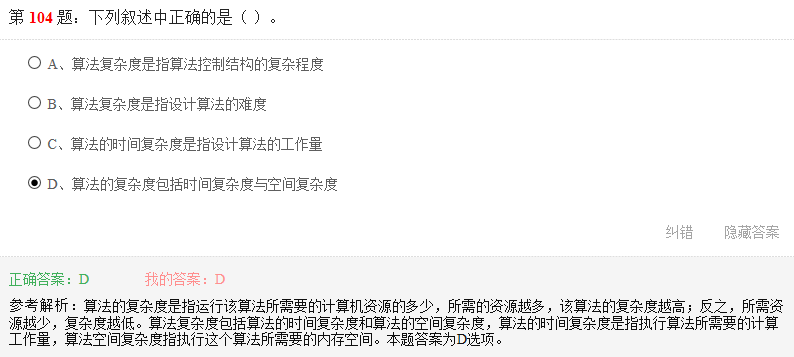 第 104 题：下列叙述中正确的是（ ）。
A、算法复杂度是指算法控制结构的复杂程度
B、算法复杂度是指设计算法的难度
C、算法的时间复杂度是指设计算法的工作量
D、算法的复杂度包括时间复杂度与空间复杂度
纠错 隐藏答案
正确答案：D 我的答案：D
参考解析：算法的复杂度是指运行该算法所需要的计算机资源的多少，所需的资源越多，该算法的复杂度越高；反之，所需资
源越少，复杂度越低。算法复杂度包括算法的时间复杂度和算法的空间复杂度，算法的时间复杂度是指执行算法所需要的计算
工作量，算法空间复杂度指执行这个算法所需要的内存空间。本题答案为D选项。